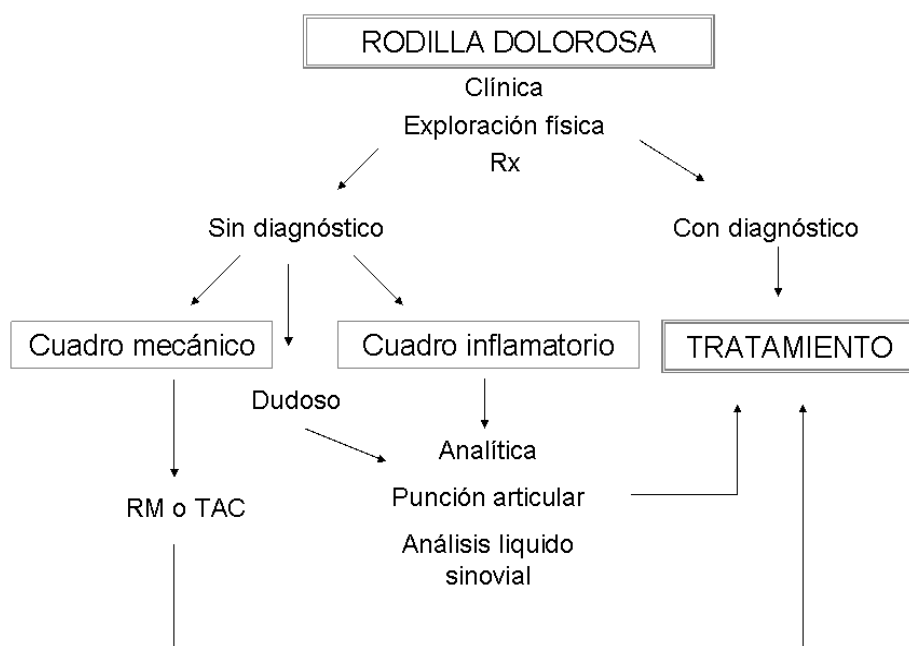 RODILLA DOLOROSA
Clínica
Exploración física
Rx
Sin diagnóstico
Con diagnóstico
Cuadro mecánico
Cuadro inflamatorio
TRATAMIENTO
Dudoso
Analítica
Punción articular
RM o TAC
Análisis liquido
sinovial